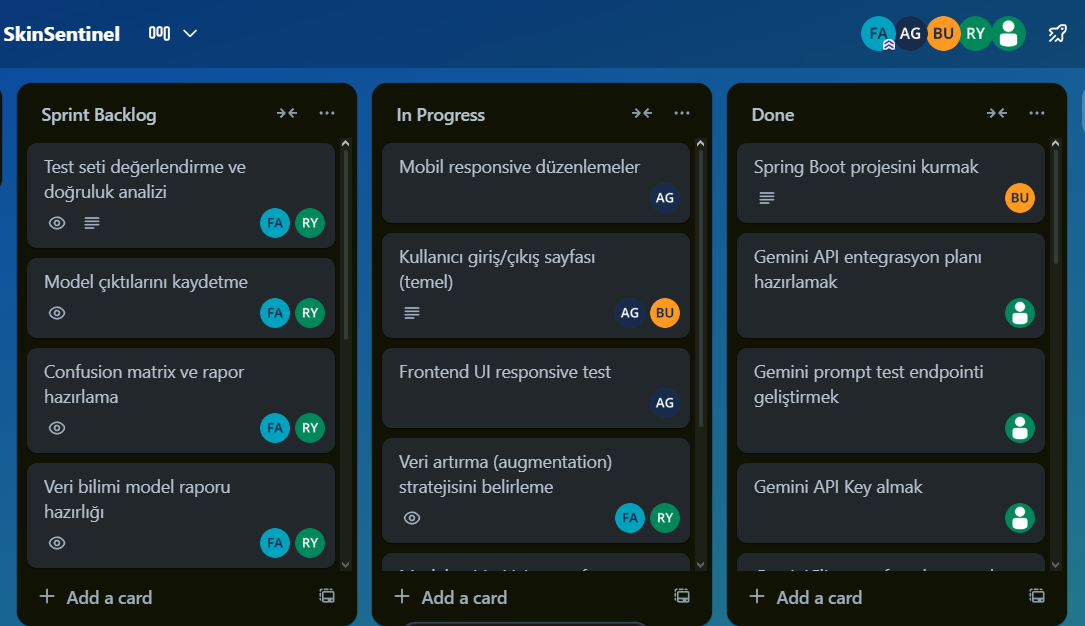 SkinSentinel
FA AG BU RY
Sprint Backlog
Test seti değerlendirme ve
doğruluk analizi
FA RY
Model çıktılarını kaydetme
FA RY
Confusion matrix ve rapor
hazırlama
FA RY
Veri bilimi model raporu
hazırlığı
FA RY
Add a card
In Progress
Mobil responsive düzenlemeler
AG
Kullanıcı giriş/çıkış sayfası
(temel)
AG BU
Frontend UI responsive test
AG
Veri artırma (augmentation)
stratejisini belirleme
FA RY
Add a card
Done
Spring Boot projesini kurmak
BU
Gemini API entegrasyon planı
hazırlamak
Gemini prompt test endpointi
geliştirmek
Gemini API Key almak
Add a card